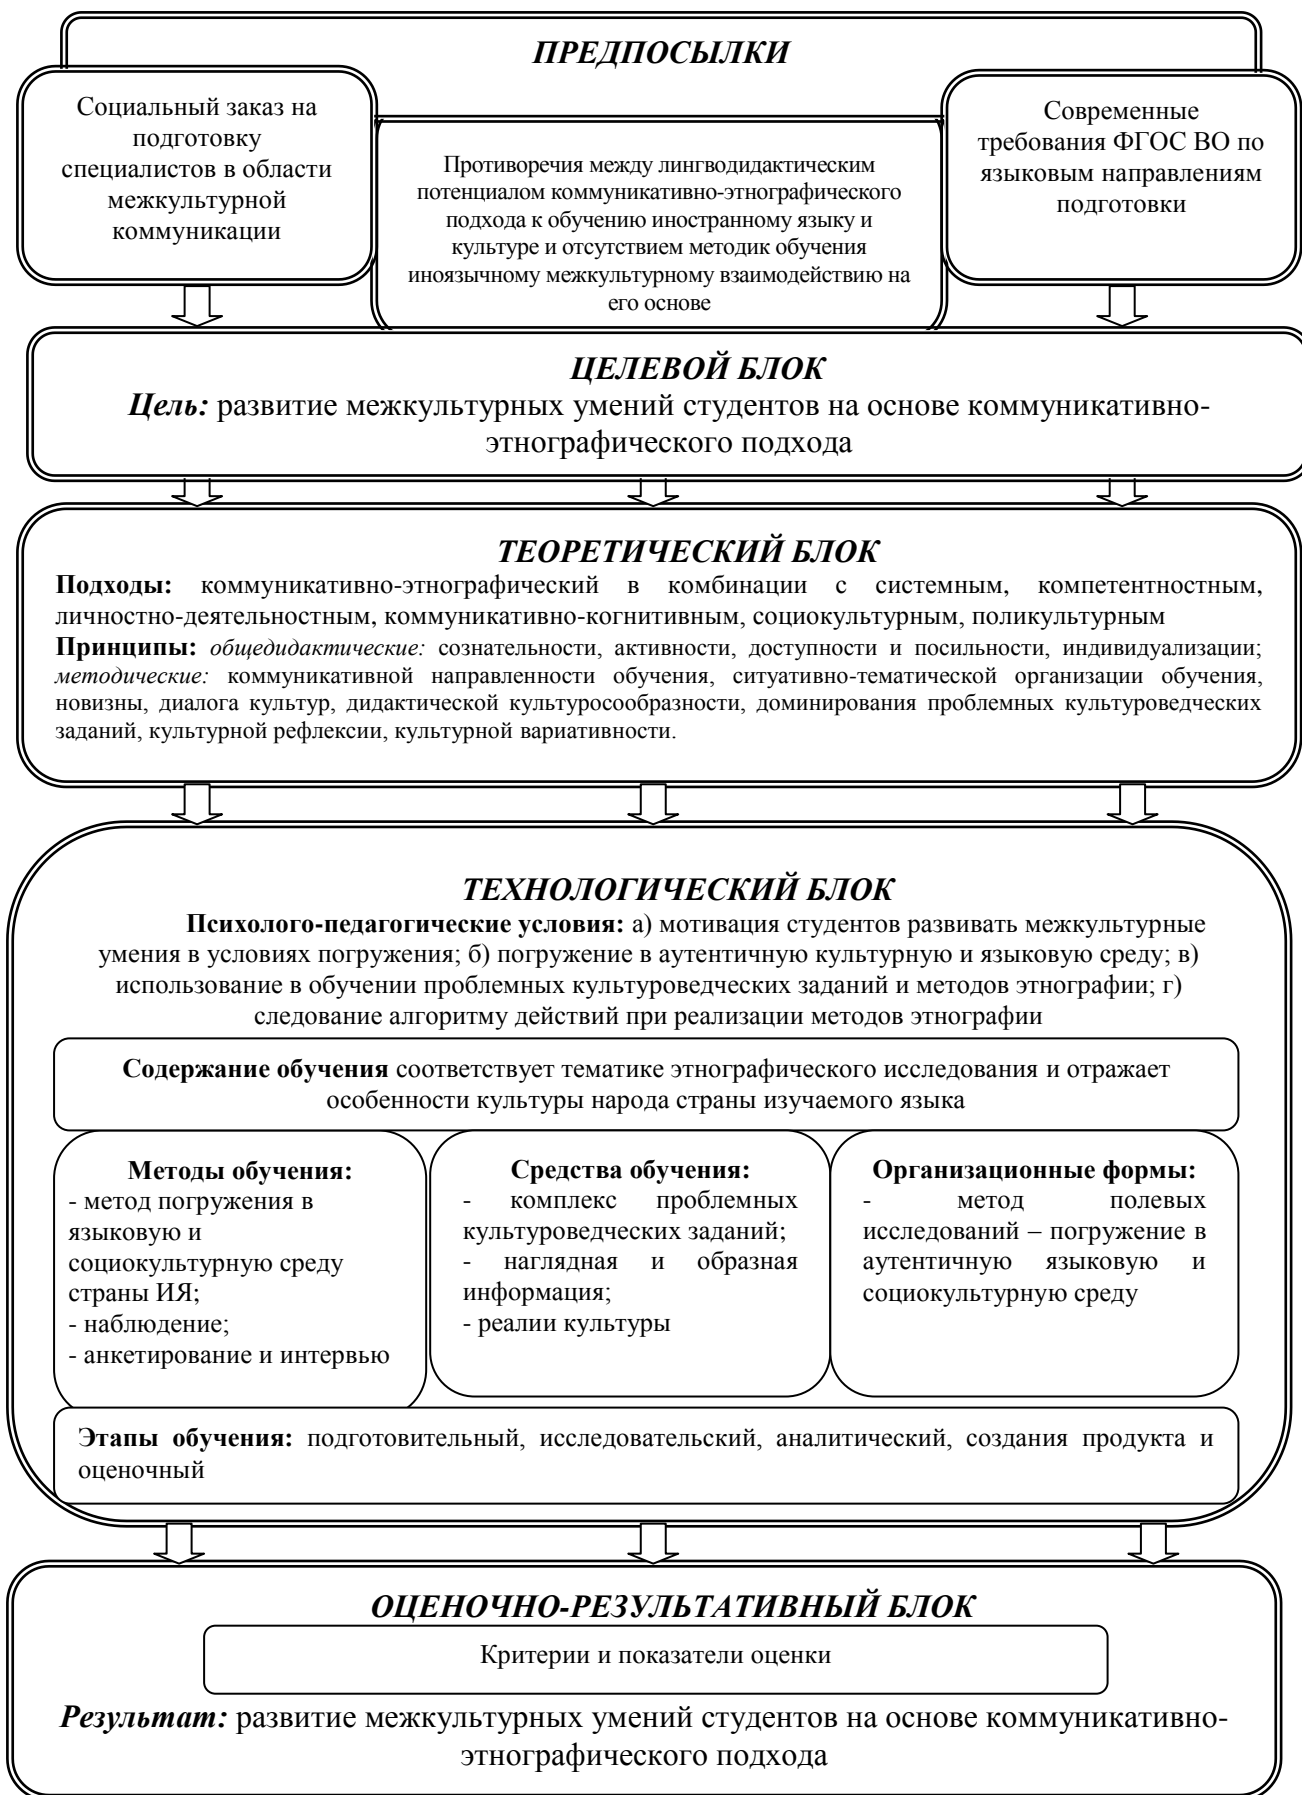 ПРЕДПОСЫЛКИ
Социальный заказ на
подготовку
специалистов в области
межкультурной
коммуникации
Противоречия между лингводидактическим
потенциалом коммуникативно-этнографического
подхода к обучению иностранному языку и
культуре и отсутствием методик обучения
иноязычному межкультурному взаимодействию на
его основе
Современные
требования ФГОС ВО по
языковым направлениям
подготовки
ЦЕЛЕВОЙ БЛОК
Цель: развитие межкультурных умений студентов на основе коммуникативно-
этнографического подхода
ТЕОРЕТИЧЕСКИЙ БЛОК
Подходы: коммуникативно-этнографический в комбинации с системным, компетентностным,
личностно-деятельностным, коммуникативно-когнитивным, социокультурным, поликультурным
Принципы: общедидактические: сознательности, активности, доступности и посильности, индивидуализации;
методические: коммуникативной направленности обучения, ситуативно-тематической организации обучения,
новизны, диалога культур, дидактической культуросообразности, доминирования проблемных культуроведческих
заданий, культурной рефлексии, культурной вариативности.
ТЕХНОЛОГИЧЕСКИЙ БЛОК
Психолого-педагогические условия: а) мотивация студентов развивать межкультурные
умения в условиях погружения; б) погружение в аутентичную культурную и языковую среду; в)
использование в обучении проблемных культуроведческих заданий и методов этнографии; г)
следование алгоритму действий при реализации методов этнографии
Содержание обучения соответствует тематике этнографического исследования и отражает
особенности культуры народа страны изучаемого языка
Методы обучения:
- метод погружения в
языковую и
социокультурную среду
страны ИЯ;
- наблюдение;
- анкетирование и интервью
Средства обучения:
- комплекс проблемных
культуроведческих заданий;
- наглядная и образная
информация;
- реалии культуры
Организационные формы:
- метод полевых
исследований – погружение в
аутентичную языковую и
социокультурную среду
Этапы обучения: подготовительный, исследовательский, аналитический, создания продукта и
оценочный
ОЦЕНОЧНО-РЕЗУЛЬТАТИВНЫЙ БЛОК
Критерии и показатели оценки
Результат: развитие межкультурных умений студентов на основе коммуникативно-
этнографического подхода